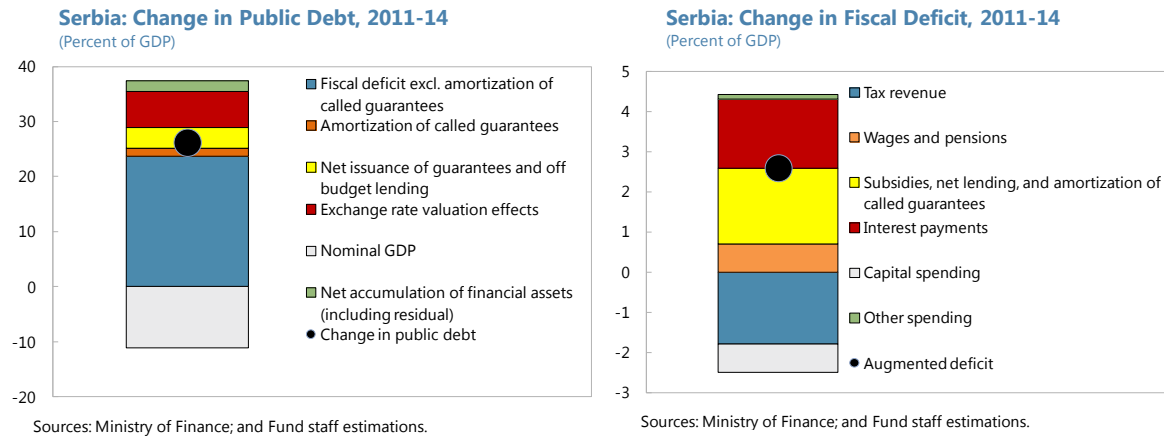 Serbia: Change in Public Debt, 2011-14
(Percent of GDP)
40
30
20
10
0
-10
-20
Fiscal deficit excl. amortization of
called guarantees
Amortization of called guarantees
Net issuance of guarantees and off
budget lending
Exchange rate valuation effects
Nominal GDP
Net accumulation of financial assets
(including residual)
Change in public debt
Sources: Ministry of Finance; and Fund staff estimations.
Serbia: Change in Fiscal Deficit, 2011-14
(Percent of GDP)
5
4
3
2
1
0
-1
-2
-3
Tax revenue
Wages and pensions
Subsidies, net lending, and amortization of
called guarantees
Interest payments
Capital spending
Other spending
Augmented deficit
Sources: Ministry of Finance; and Fund staff estimations.